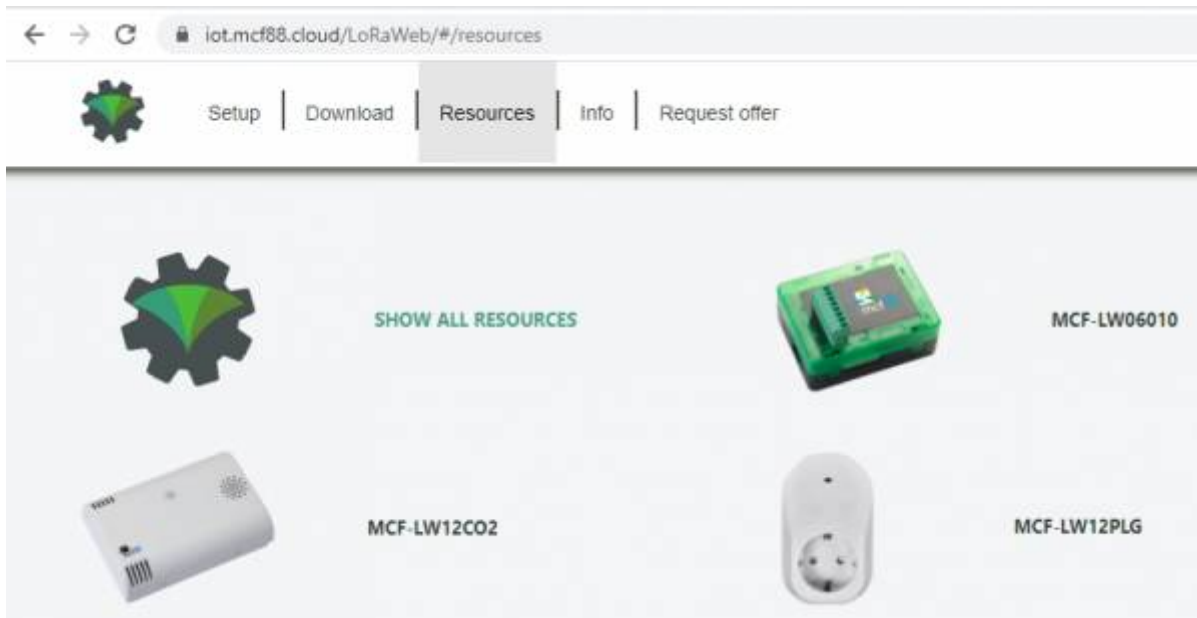 iot.mcf88.cloud/LoRaWeb/#/resources
Setup Download Resources Info Request offer
SHOW ALL RESOURCES
MCF-LW06010
MCF-LW12CO2
MCF-LW12PLG